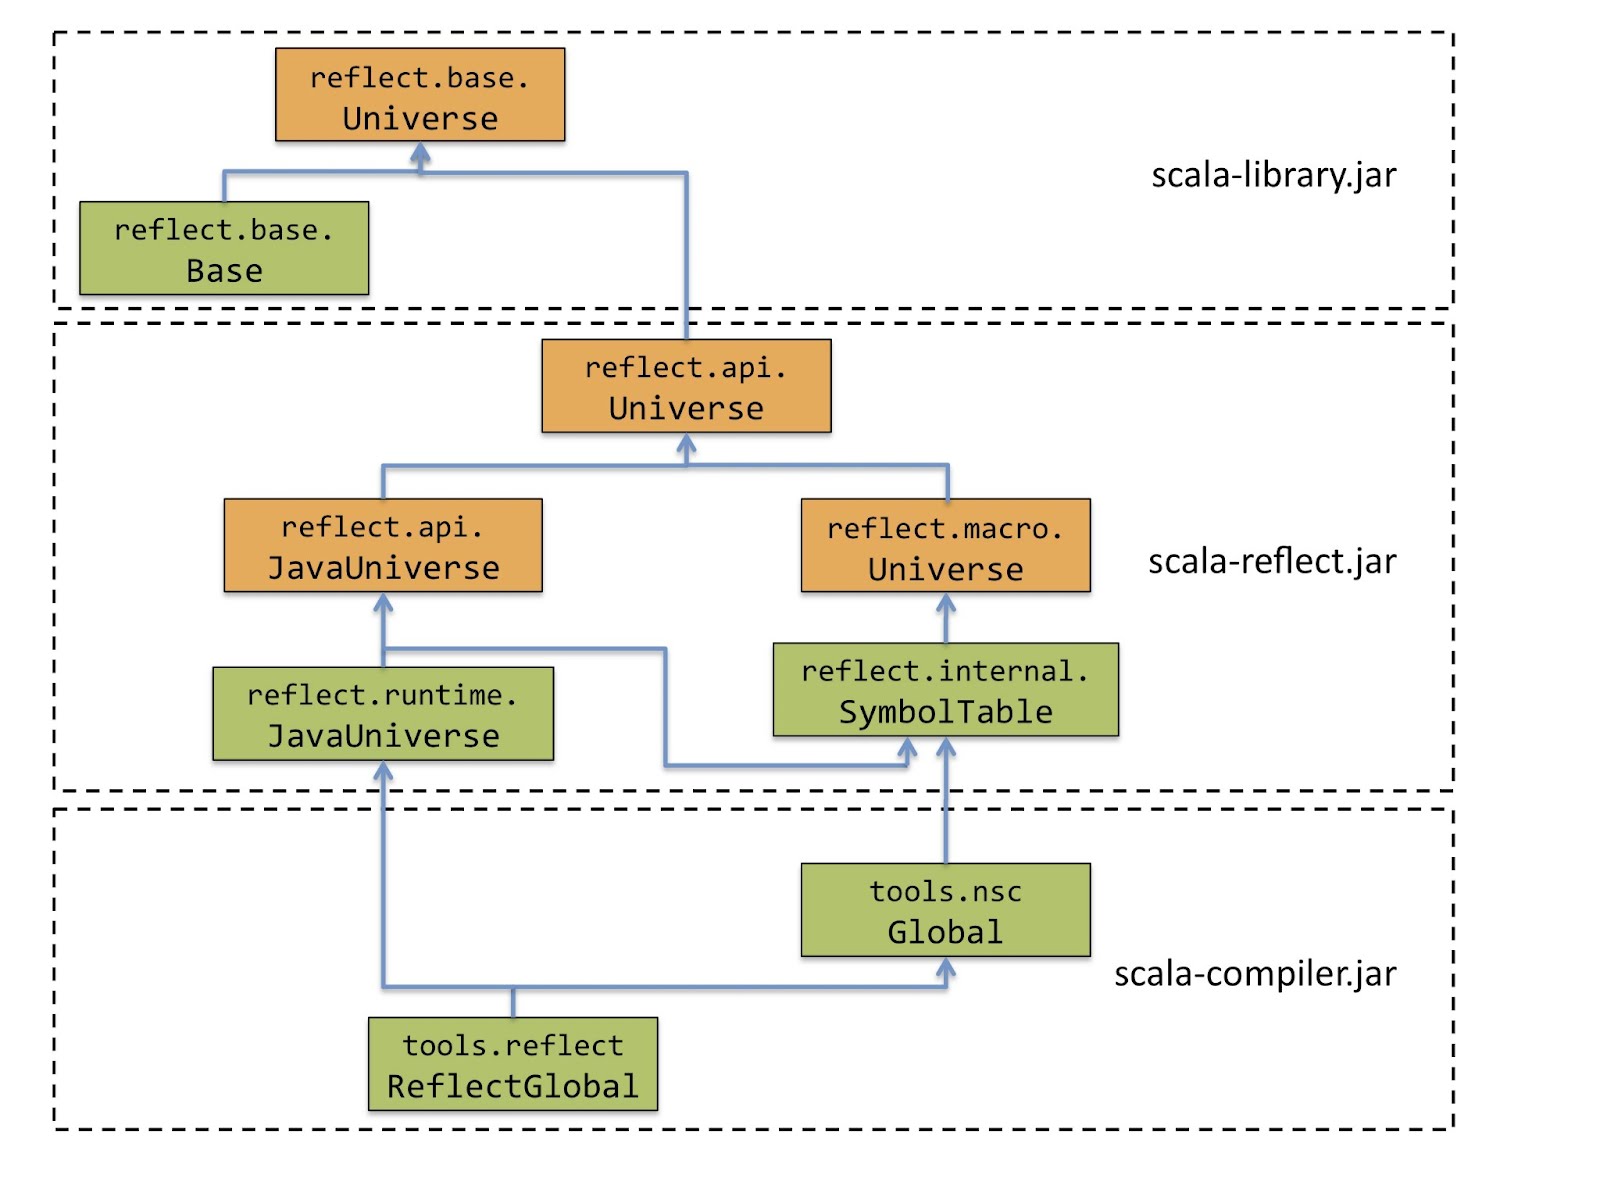 reflect.base.
Universe
scala-library.jar
reflect.base.
Base
reflect.api.
Universe
reflect.api.
JavaUniverse
reflect.macro.
Universe
scala-reflect.jar
reflect.runtime.
JavaUniverse
reflect.internal.
SymbolTable
tools.nsc
Global
scala-compiler.jar
tools.reflect
ReflectGlobal